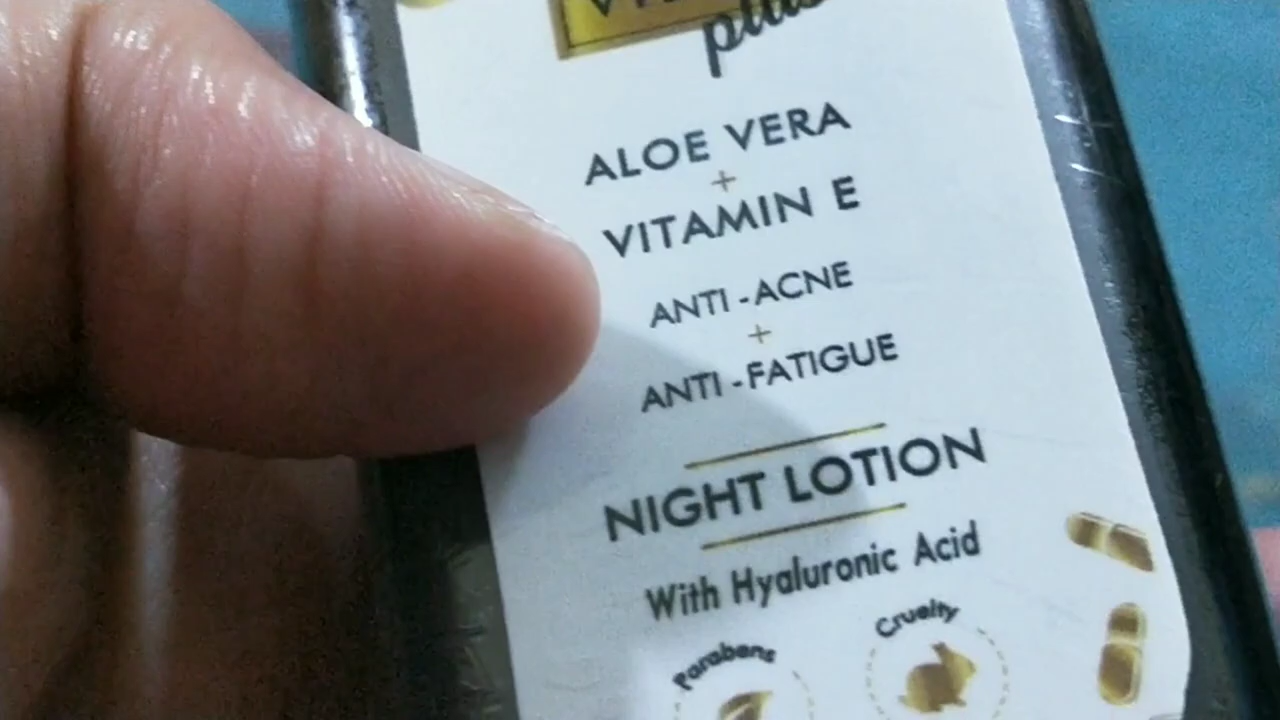 plus
ALOE VERA
+
VITAMIN E
ANTI-ACNE
+
ANTI-FATIGUE
NIGHT LOTION
With Hyaluronic Acid
Parabens
Cruelty